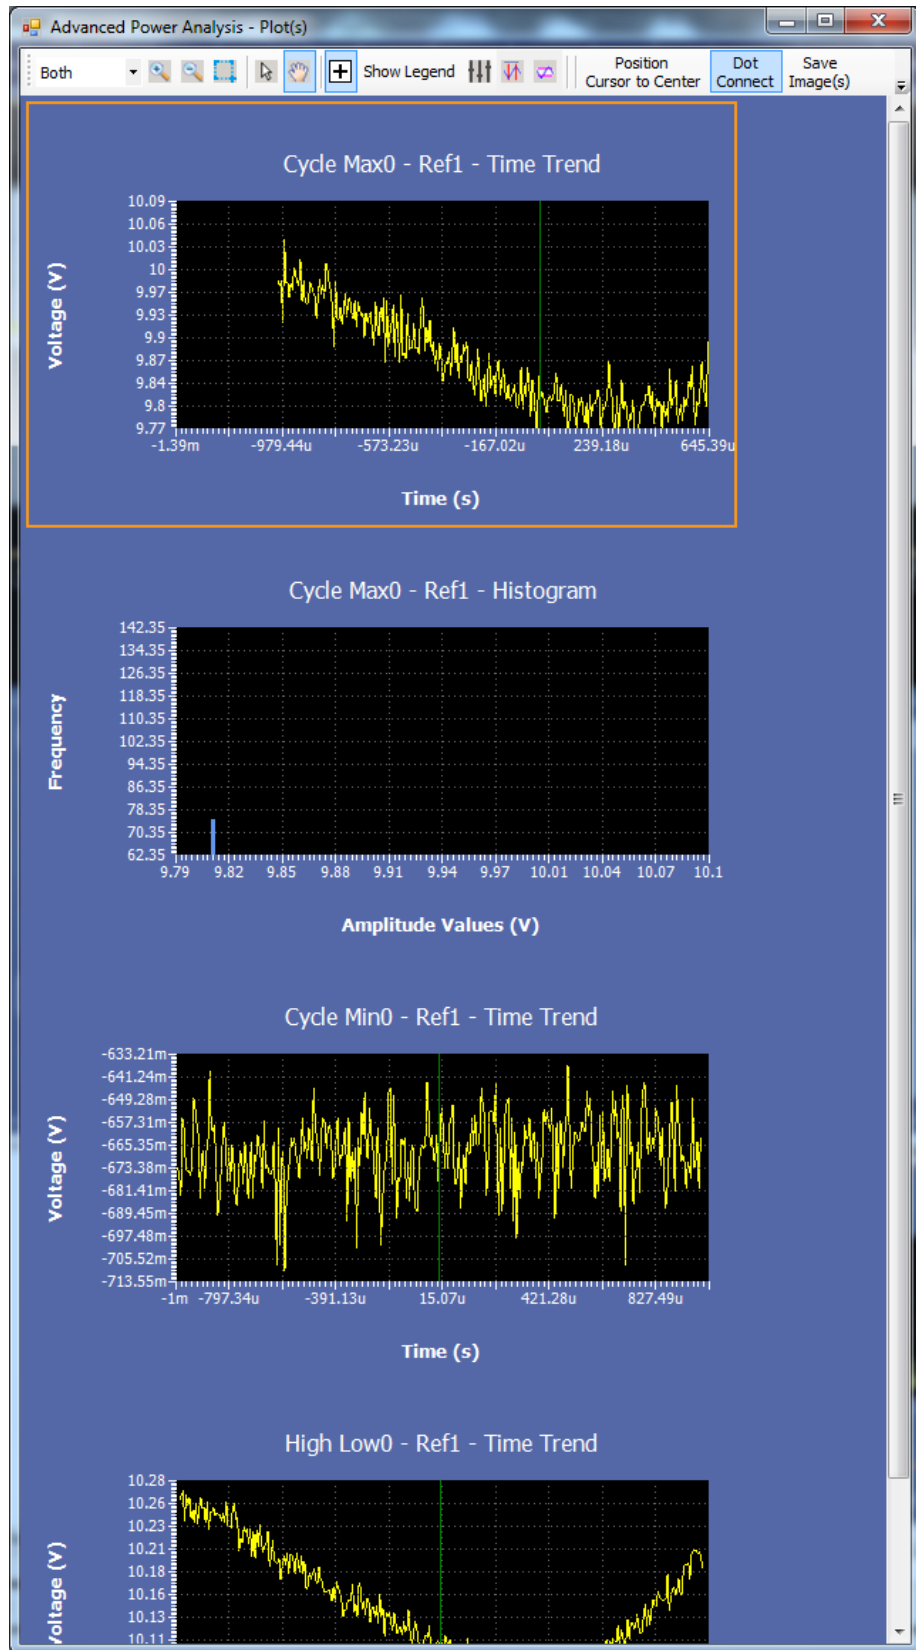 Advanced Power Analysis - Plot(s)
Both Show Legend Position Cursor to Center Dot Connect Save Image(s)
Cycle Max0 - Ref1 - Time Trend
Voltage (V)
10.09
10.06
10.03
10
9.97
9.93
9.9
9.87
9.84
9.8
9.77
-1.39m -979.44u -573.23u -167.02u 239.18u 645.39u
Time (s)
Cycle Max0 - Ref1 - Histogram
Frequency
142.35
134.35
126.35
118.35
110.35
102.35
94.35
86.35
78.35
70.35
62.35
9.79 9.82 9.85 9.88 9.91 9.94 9.97 10.01 10.04 10.07 10.1
Amplitude Values (V)
Cycle Min0 - Ref1 - Time Trend
Voltage (V)
-633.21m
-641.24m
-649.28m
-657.31m
-665.35m
-673.38m
-681.41m
-689.45m
-697.48m
-705.52m
-713.55m
-1m -797.34u -391.13u 15.07u 421.28u 827.49u
Time (s)
High Low0 - Ref1 - Time Trend
Voltage (V)
10.28
10.26
10.23
10.21
10.18
10.16
10.13
10.11